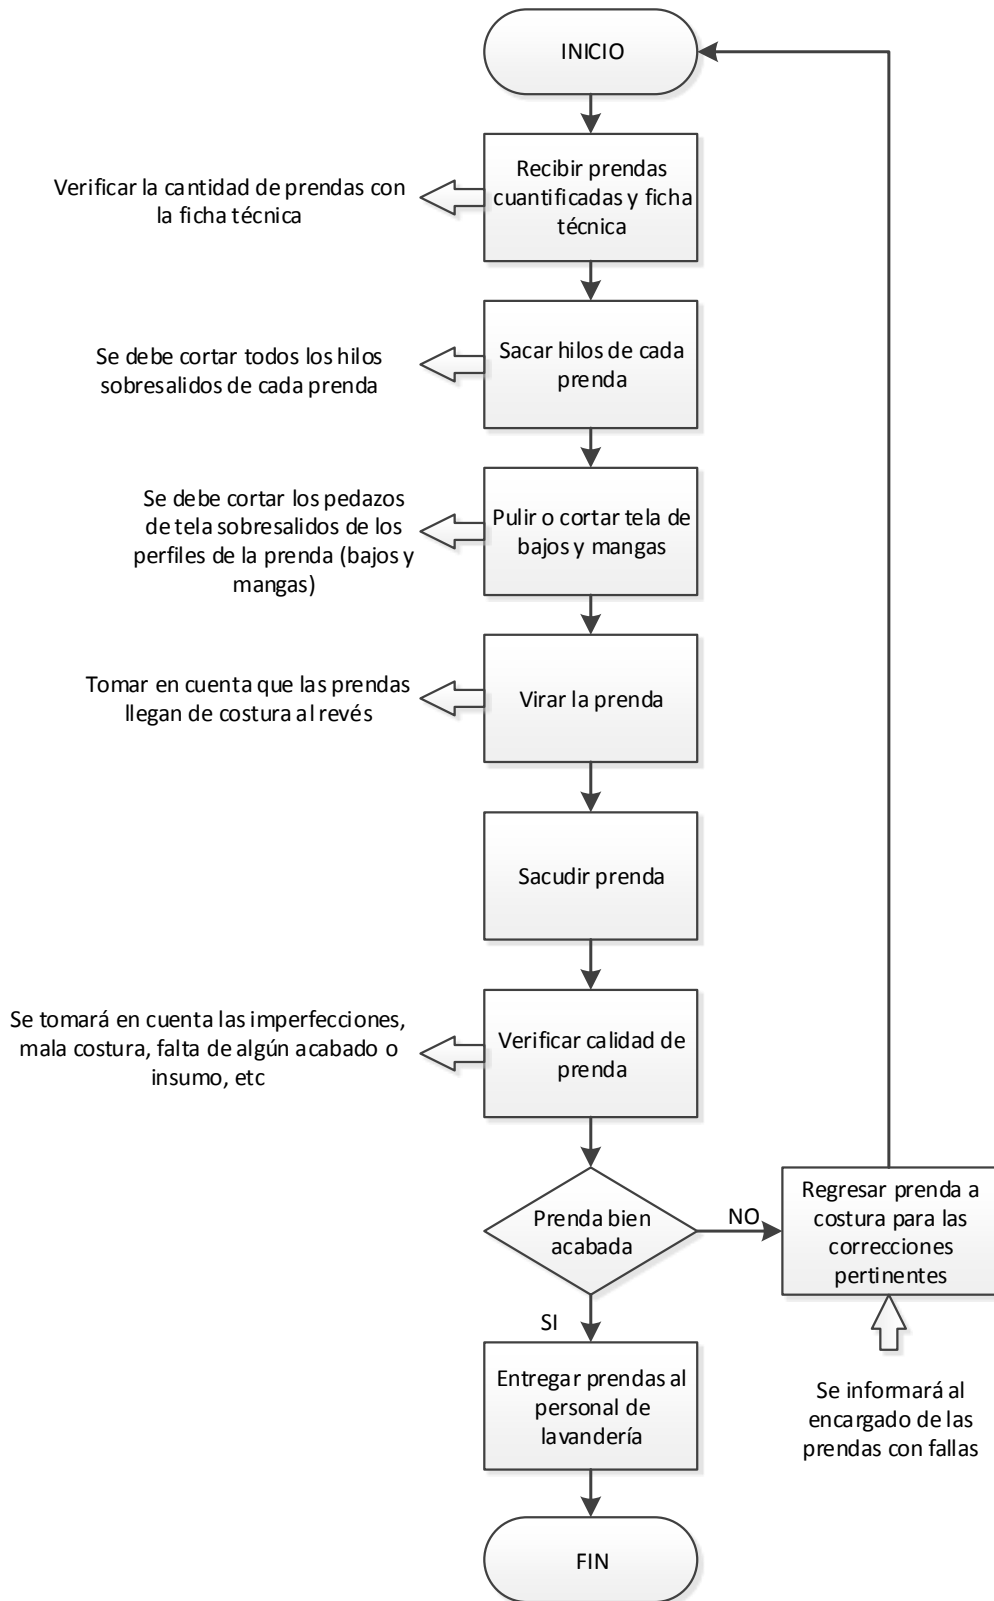 INICIO
Recibir prendas
cuantificadas y ficha
técnica
Verificar la cantidad de prendas con
la ficha técnica
Sacar hilos de cada
prenda
Se debe cortar todos los hilos
sobresalidos de cada prenda
Pulir o cortar tela de
bajos y mangas
Se debe cortar los pedazos
de tela sobresalidos de los
perfiles de la prenda (bajos y
mangas)
Virar la prenda
Tomar en cuenta que las prendas
llegan de costura al revés
Sacudir prenda
Verificar calidad de
prenda
Se tomará en cuenta las imperfecciones,
mala costura, falta de algún acabado o
insumo, etc
Prenda bien
acabada
NO
Regresar prenda a
costura para las
correcciones
pertinentes
SI
Entregar prendas al
personal de
lavandería
Se informará al
encargado de las
prendas con fallas
FIN